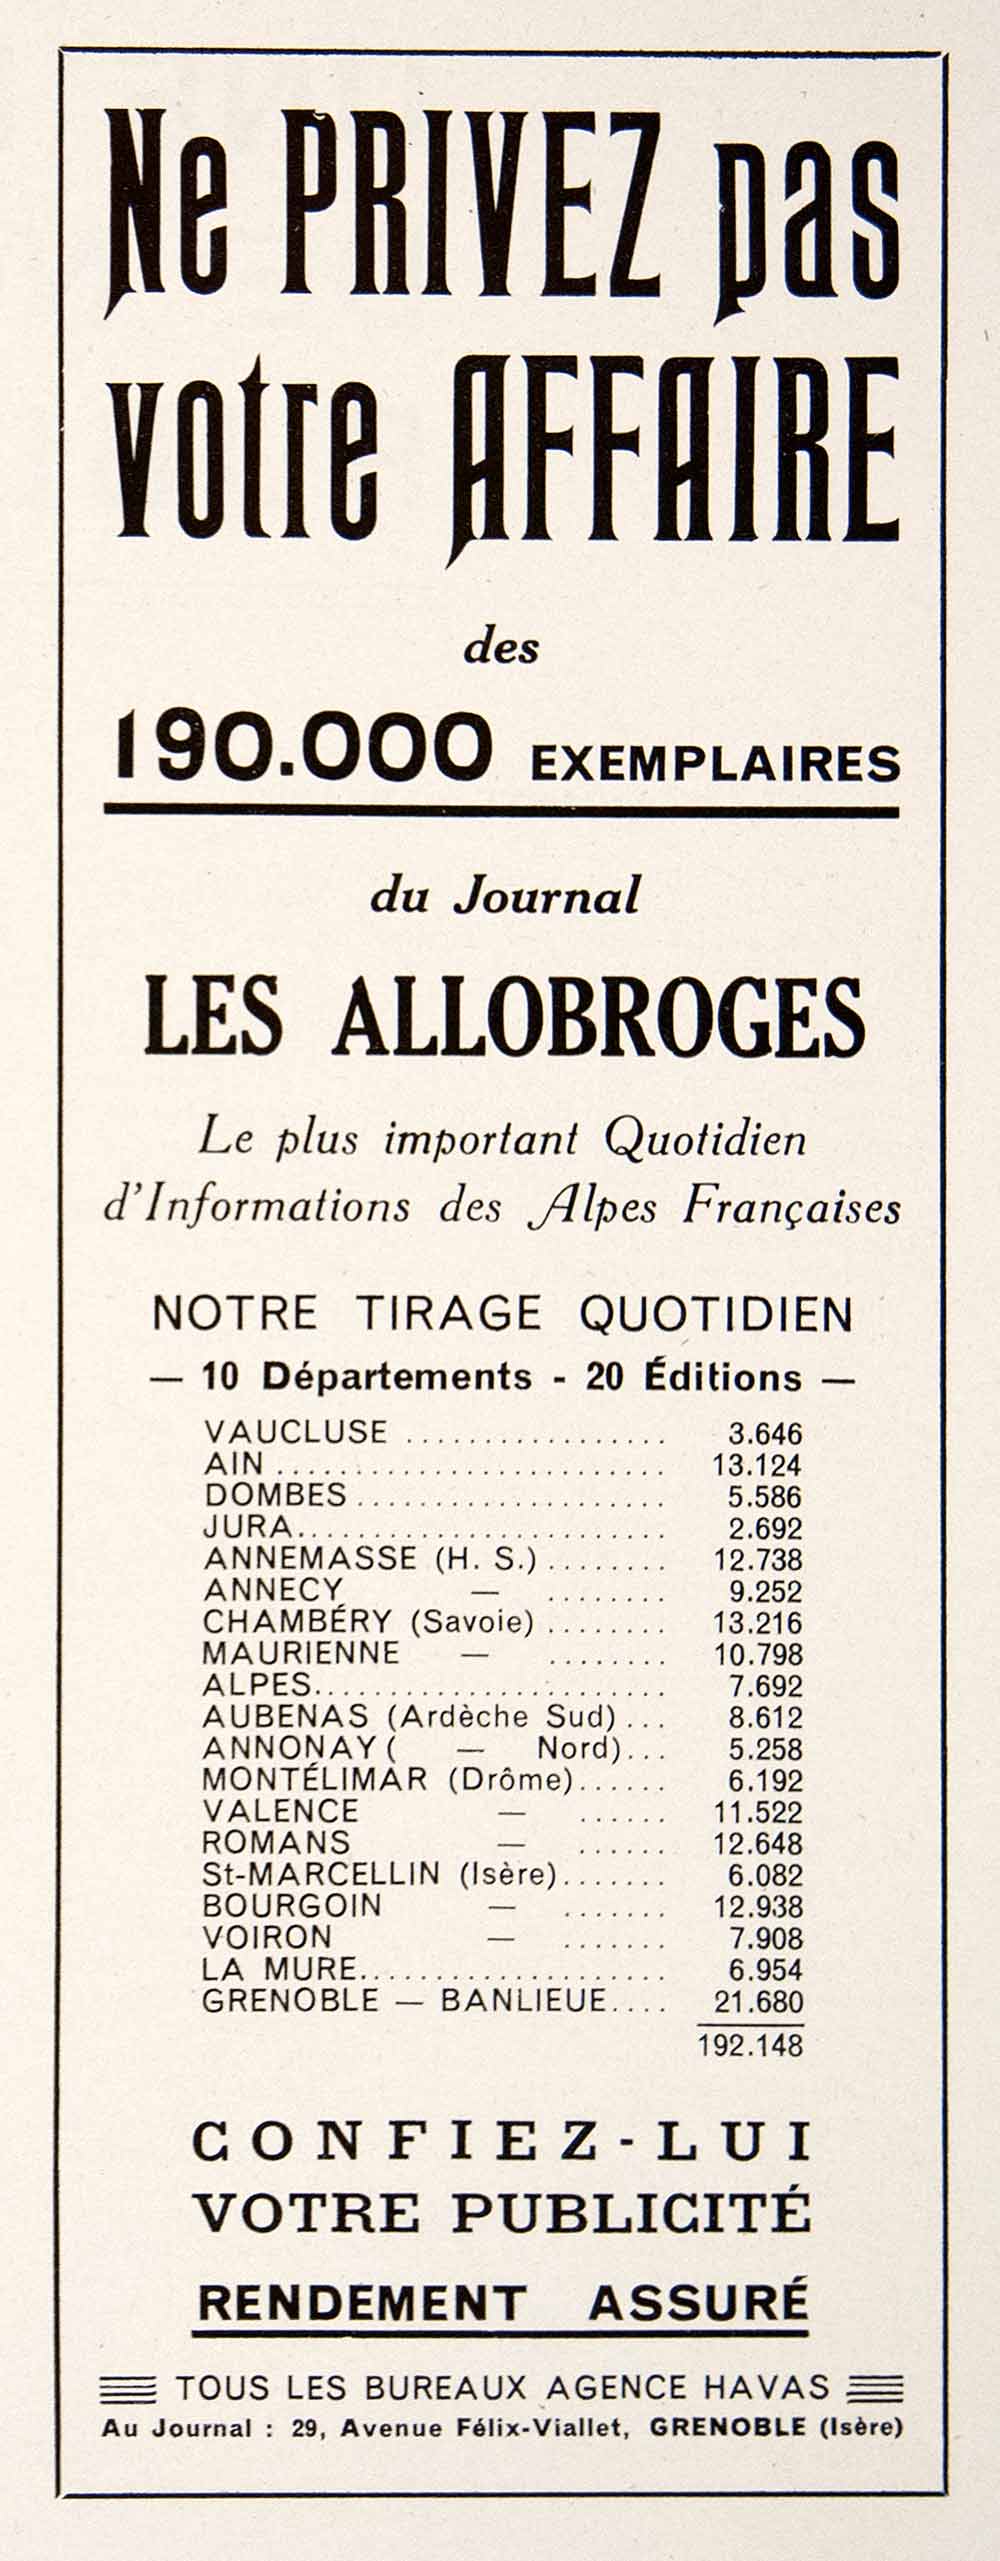 Ne PRIVEZ pas
votre AFFAIRE
des
190.000 EXEMPLAIRES
du Journal
LES ALLOBROGES
Le plus important Quotidien
d'Informations des Alpes Françaises
NOTRE TIRAGE QUOTIDIEN
— 10 Départements - 20 Éditions —
VAUCLUSE ................. 3.646
AIN ......................... 13.124
DOMBES .................... 5.586
JURA........................ 2.692
ANNEMASSE (H. S.) ........ 12.738
ANNECY — ........ 9.252
CHAMBÉRY (Savoie) ........ 13.216
MAURIENNE — ........ 10.798
ALPES....................... 7.692
AUBENAS (Ardèche Sud) ... 8.612
ANNONAY ( — Nord)... 5.258
MONTÉLIMAR (Drôme)...... 6.192
VALENCE — ...... 11.522
ROMANS — ...... 12.648
St-MARCELLIN (Isère)....... 6.082
BOURGOIN — ....... 12.938
VOIRON — ....... 7.908
LA MURE..................... 6.954
GRENOBLE — BANLIEUE.... 21.680
192.148
CONFIEZ-LUI
VOTRE PUBLICITÉ
RENDEMENT ASSURÉ
TOUS LES BUREAUX AGENCE HAVAS
Au Journal : 29, Avenue Félix-Viallet, GRENOBLE (Isère)